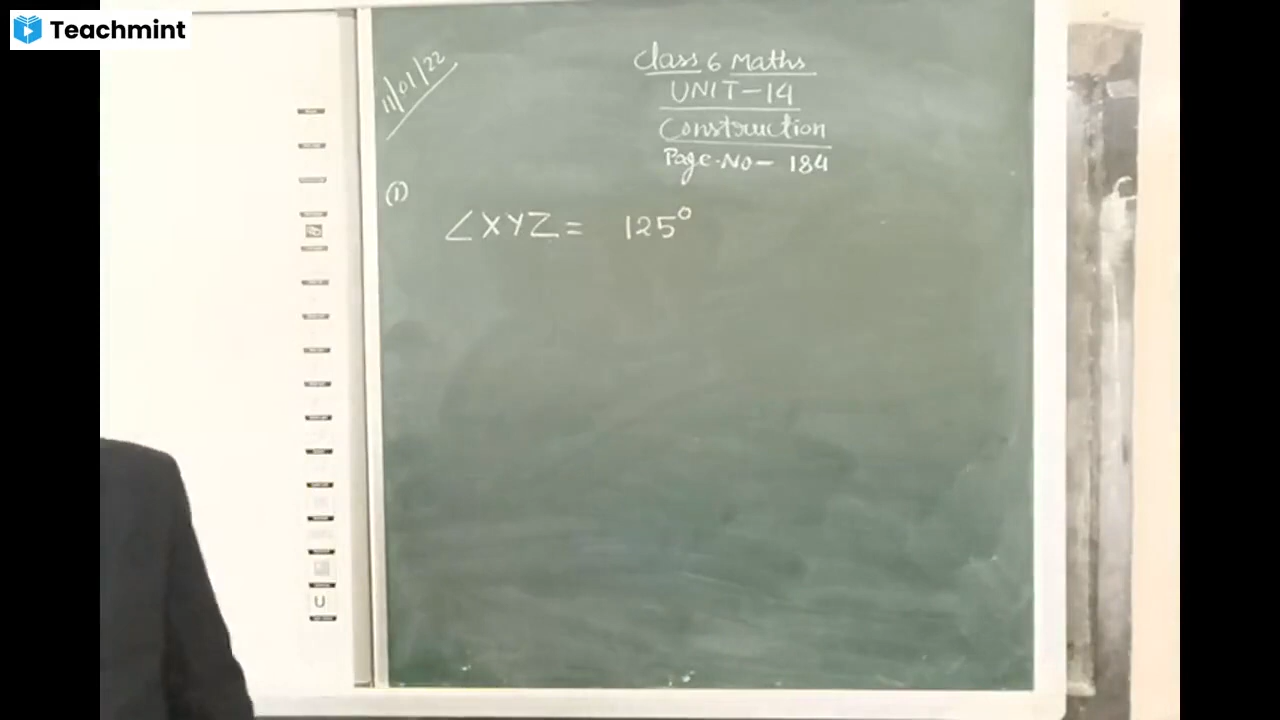 Teachmint
11/01/22
Class 6 Maths
UNIT-14
Construction
Page.No- 184
(1)
∠XYZ= 125°
U